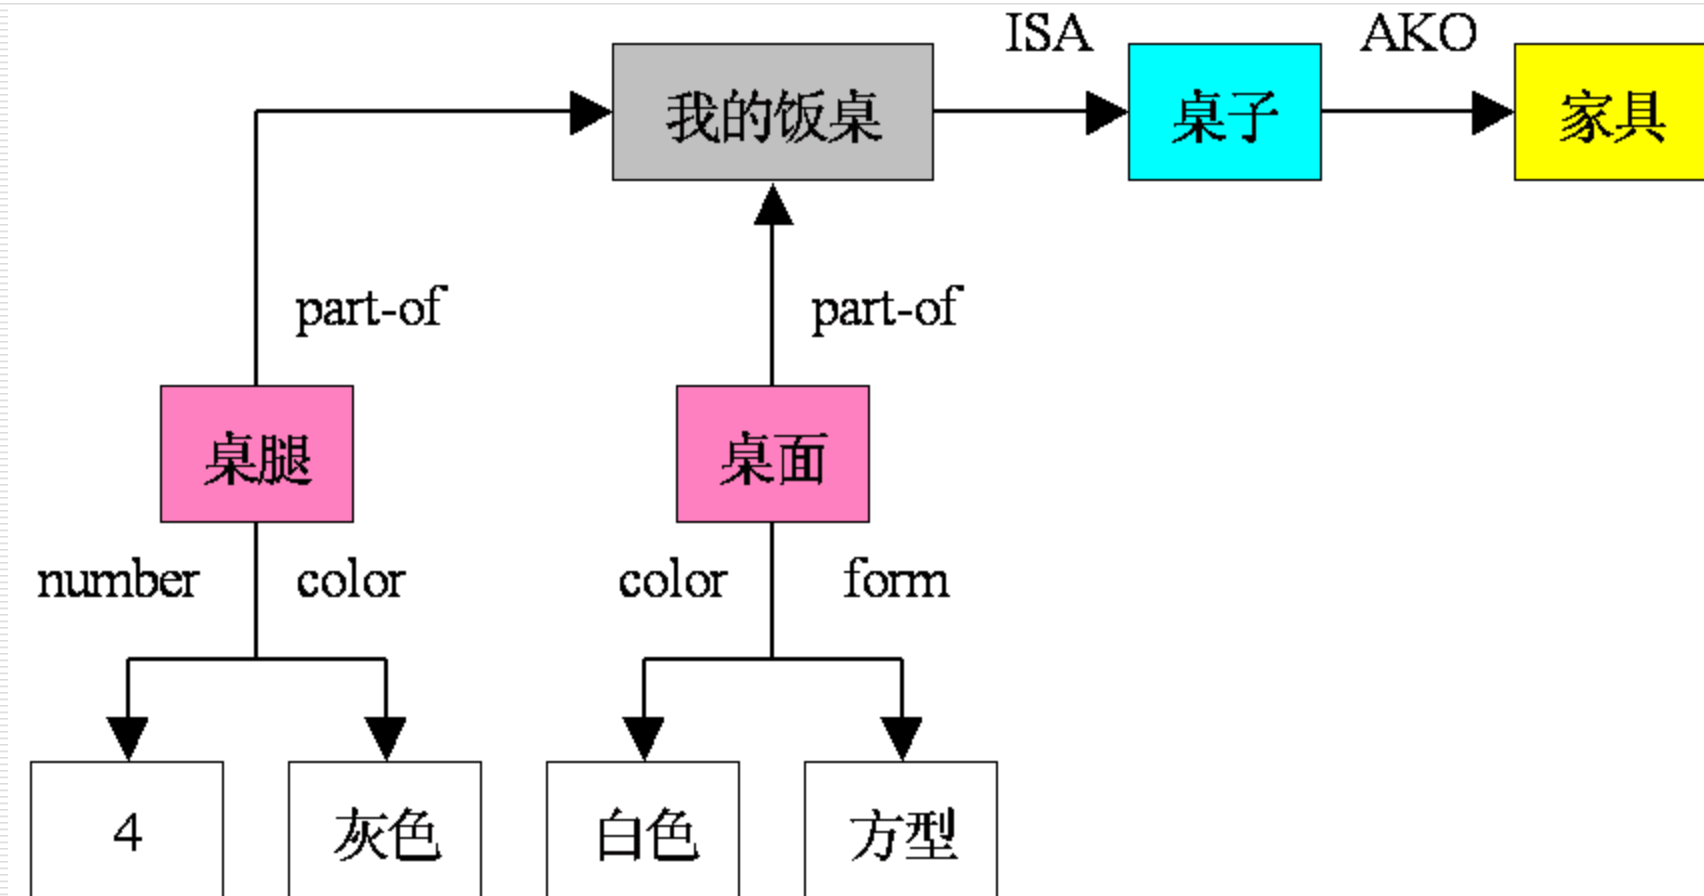 ISA
AKO
我的饭桌
桌子
家具
part-of
part-of
桌腿
桌面
number
color
color
form
4
灰色
白色
方型